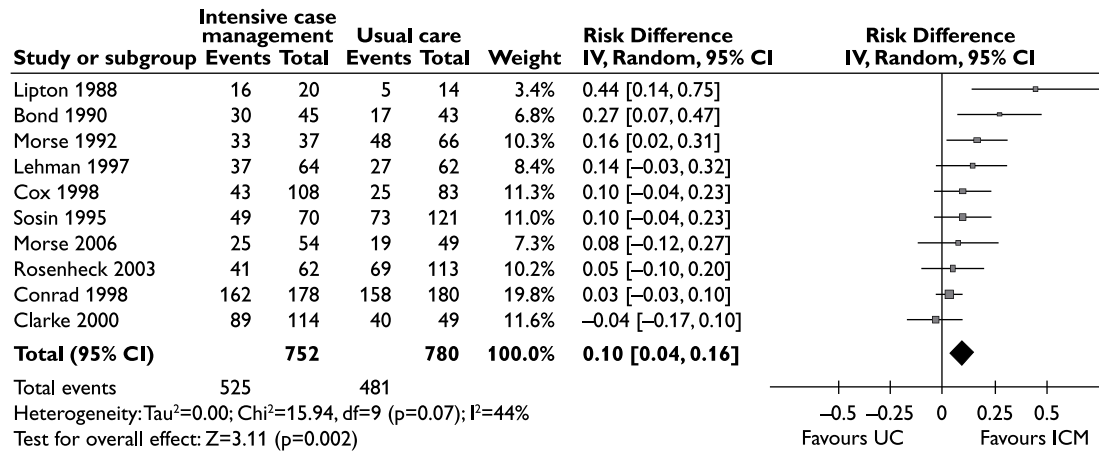 Intensive case management Usual care Risk Difference Risk Difference
Study or subgroup Events Total Events Total Weight IV, Random, 95% CI IV, Random, 95% CI
Lipton 1988 16 20 5 14 3.4% 0.44 [0.14, 0.75]
Bond 1990 30 45 17 43 6.8% 0.27 [0.07, 0.47]
Morse 1992 33 37 48 66 10.3% 0.16 [0.02, 0.31]
Lehman 1997 37 64 27 62 8.4% 0.14 [–0.03, 0.32]
Cox 1998 43 108 25 83 11.3% 0.10 [–0.04, 0.23]
Sosin 1995 49 70 73 121 11.0% 0.10 [–0.04, 0.23]
Morse 2006 25 54 19 49 7.3% 0.08 [–0.12, 0.27]
Rosenheck 2003 41 62 69 113 10.2% 0.05 [–0.10, 0.20]
Conrad 1998 162 178 158 180 19.8% 0.03 [–0.03, 0.10]
Clarke 2000 89 114 40 49 11.6% –0.04 [–0.17, 0.10]
Total (95% CI) 752 780 100.0% 0.10 [0.04, 0.16]
Total events 525 481
Heterogeneity: Tau²=0.00; Chi²=15.94, df=9 (p=0.07); I²=44%
Test for overall effect: Z=3.11 (p=0.002)
–0.5 –0.25 0 0.25 0.5
Favours UC Favours ICM